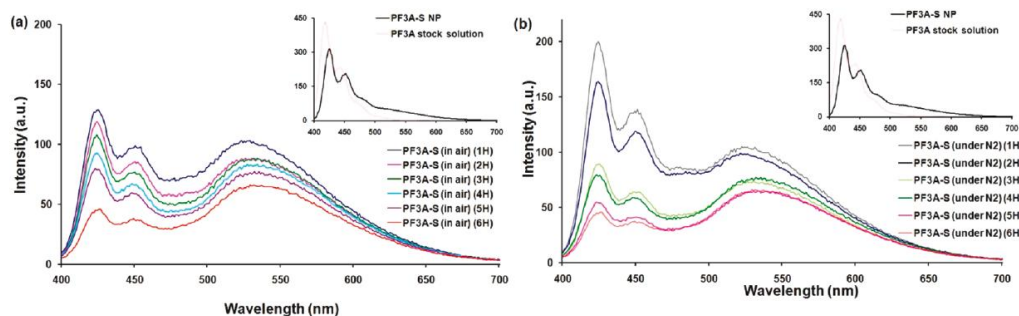 (a)
200
150
100
50
0
400 450 500 550 600 650 700
Intensity (a.u.)
Wavelength (nm)
450
300
150
0
400 450 500 550 600 650 700
PF3A-S NP
PF3A stock solution
PF3A-S (in air) (1H)
PF3A-S (in air) (2H)
PF3A-S (in air) (3H)
PF3A-S (in air) (4H)
PF3A-S (in air) (5H)
PF3A-S (in air) (6H)
(b)
200
150
100
50
0
400 450 500 550 600 650 700
Intensity (a.u.)
Wavelength (nm)
450
300
150
0
400 450 500 550 600 650 700
PF3A-S NP
PF3A stock solution
PF3A-S (under N2) (1H
PF3A-S (under N2) (2H
PF3A-S (under N2) (3H
PF3A-S (under N2) (4H
PF3A-S (under N2) (5H
PF3A-S (under N2) (6H